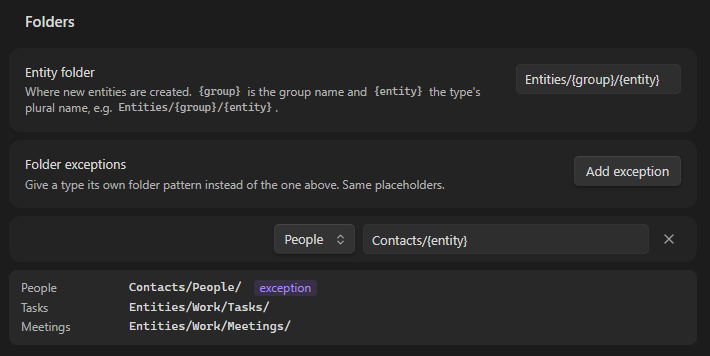 Folders
Entity folder
Where new entities are created. {group} is the group name and {entity} the type's
plural name, e.g. Entities/{group}/{entity}.
Entities/{group}/{entity}
Folder exceptions
Give a type its own folder pattern instead of the one above. Same placeholders.
Add exception
People
Contacts/{entity}
People Contacts/People/ exception
Tasks Entities/Work/Tasks/
Meetings Entities/Work/Meetings/